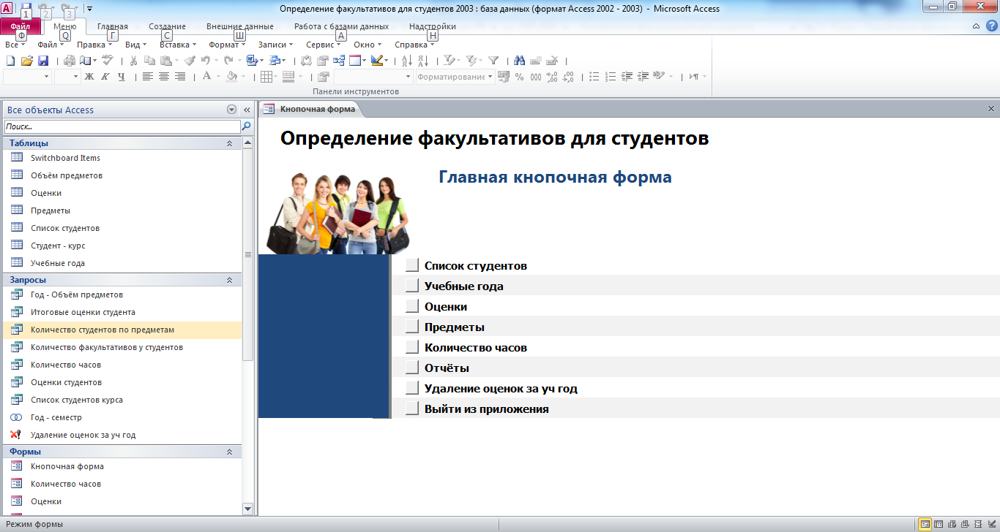 Определение факультативов для студентов 2003 : база данных (формат Access 2002 - 2003) - Microsoft Access
1 2 3
Файл Меню Главная Создание Внешние данные Работа с базами данных Надстройки
Ф Q Г С Ш А Н
Все Файл Правка Вид Вставка Формат Записи Сервис Окно Справка
Ж К Ч Форматирование
Панели инструментов
Все объекты Access
Поиск...
Таблицы
Switchboard Items
Объём предметов
Оценки
Предметы
Список студентов
Студент - курс
Учебные года
Запросы
Год - Объём предметов
Итоговые оценки студента
Количество студентов по предметам
Количество факультативов у студентов
Количество часов
Оценки студентов
Список студентов курса
Год - семестр
Удаление оценок за уч год
Формы
Кнопочная форма
Количество часов
Оценки
Кнопочная форма
Определение факультативов для студентов
Главная кнопочная форма
Список студентов
Учебные года
Оценки
Предметы
Количество часов
Отчёты
Удаление оценок за уч год
Выйти из приложения
Режим формы